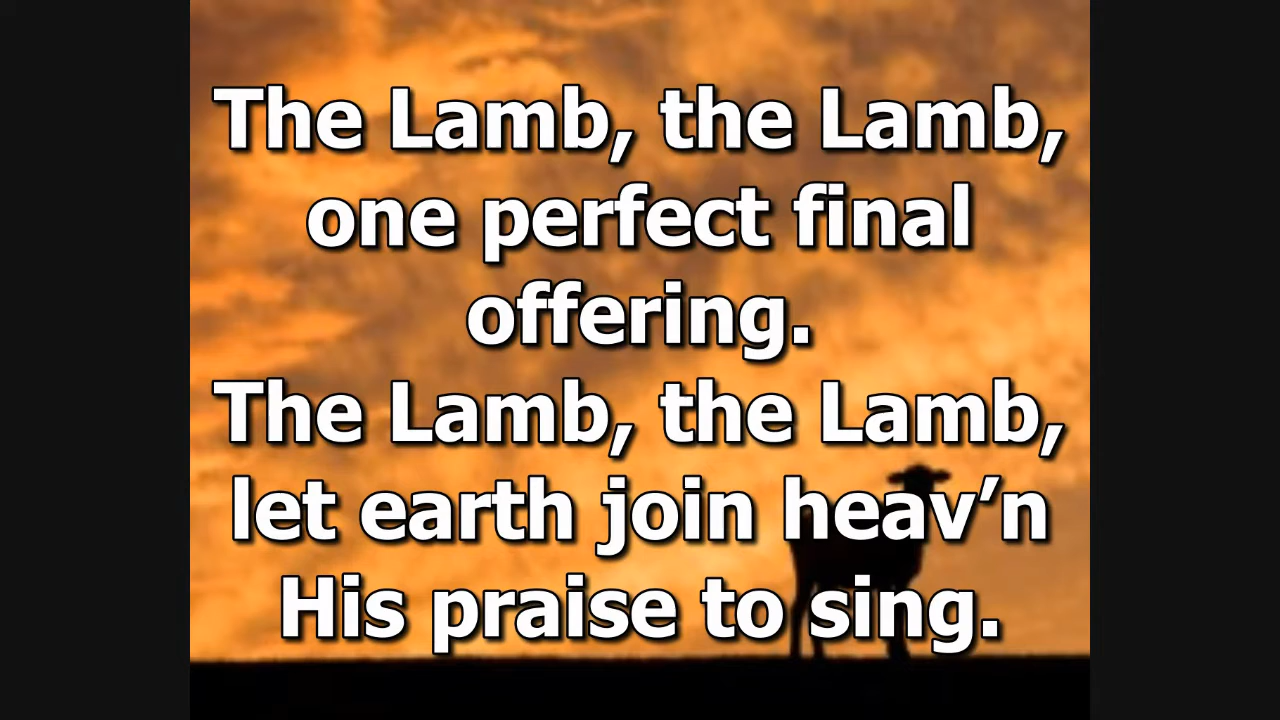 The Lamb, the Lamb,
one perfect final
offering.
The Lamb, the Lamb,
let earth join heav’n
His praise to sing.